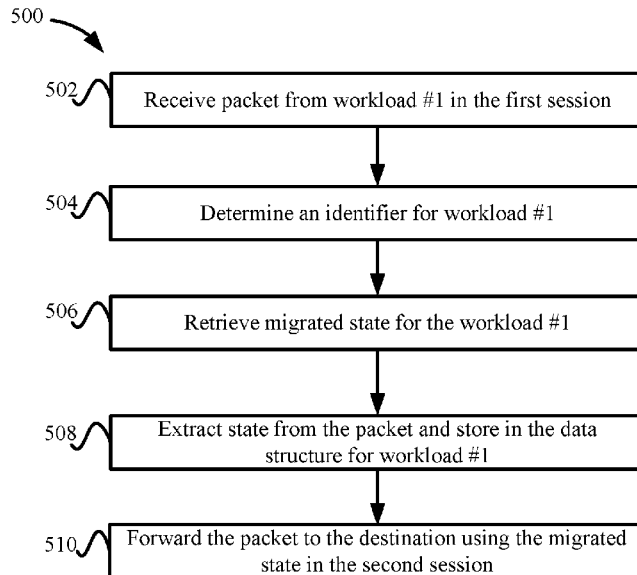 500
502
Receive packet from workload #1 in the first session
504
Determine an identifier for workload #1
506
Retrieve migrated state for the workload #1
508
Extract state from the packet and store in the data
structure for workload #1
510
Forward the packet to the destination using the migrated
state in the second session